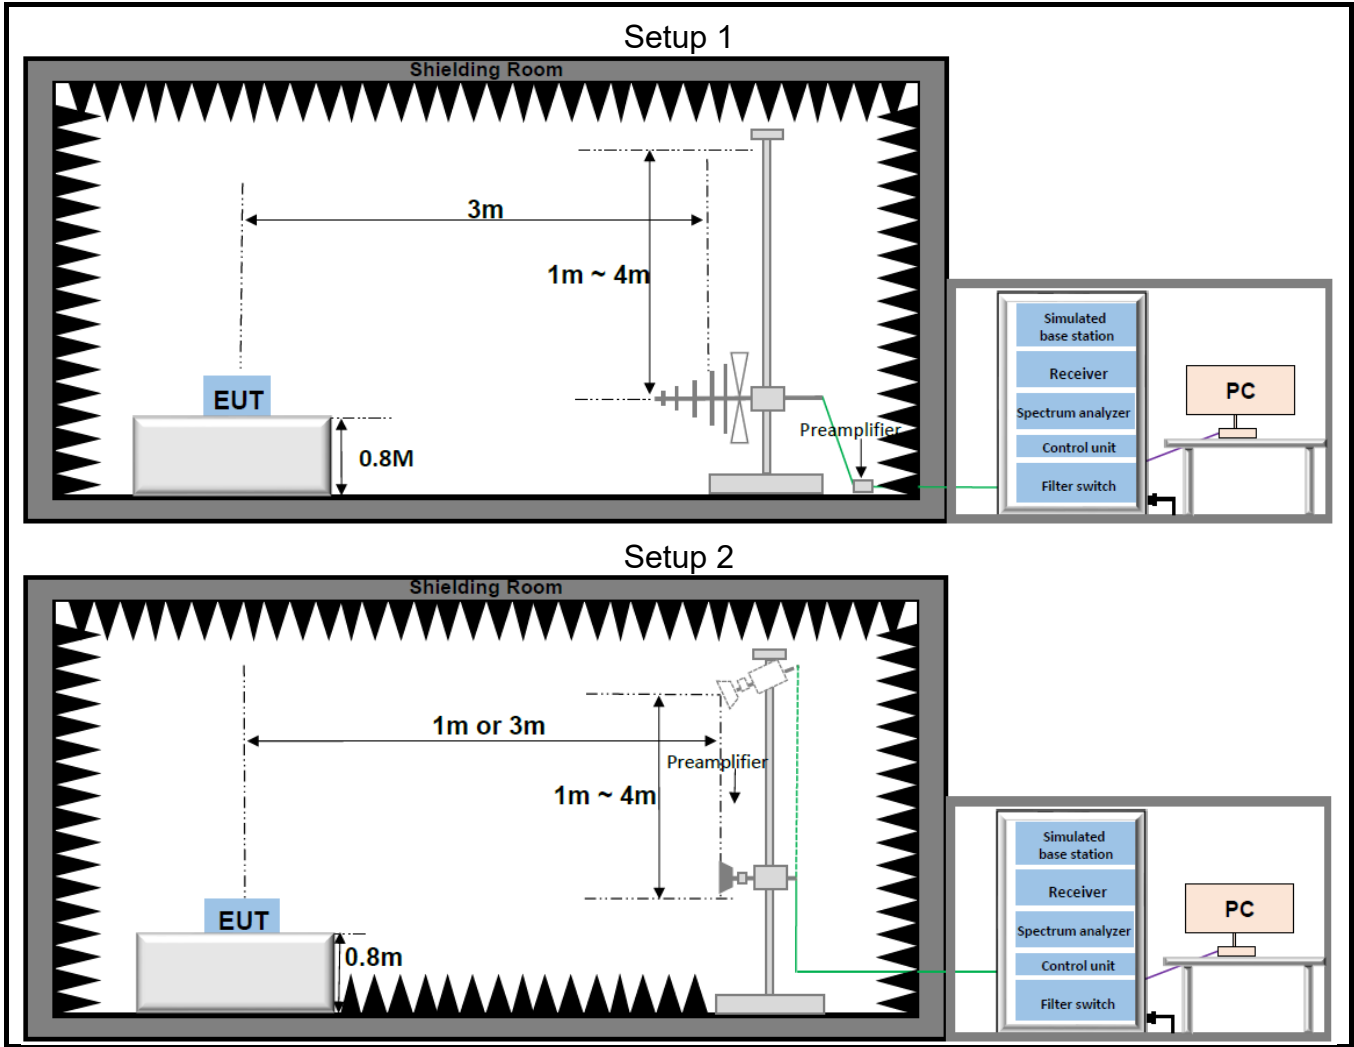 Setup 1
Shielding Room
3m
1m ~ 4m
EUT
0.8M
Preamplifier
Simulated
base station
Receiver
Spectrum analyzer
Control unit
Filter switch
PC
Setup 2
Shielding Room
1m or 3m
Preamplifier
1m ~ 4m
EUT
0.8m
Simulated
base station
Receiver
Spectrum analyzer
Control unit
Filter switch
PC